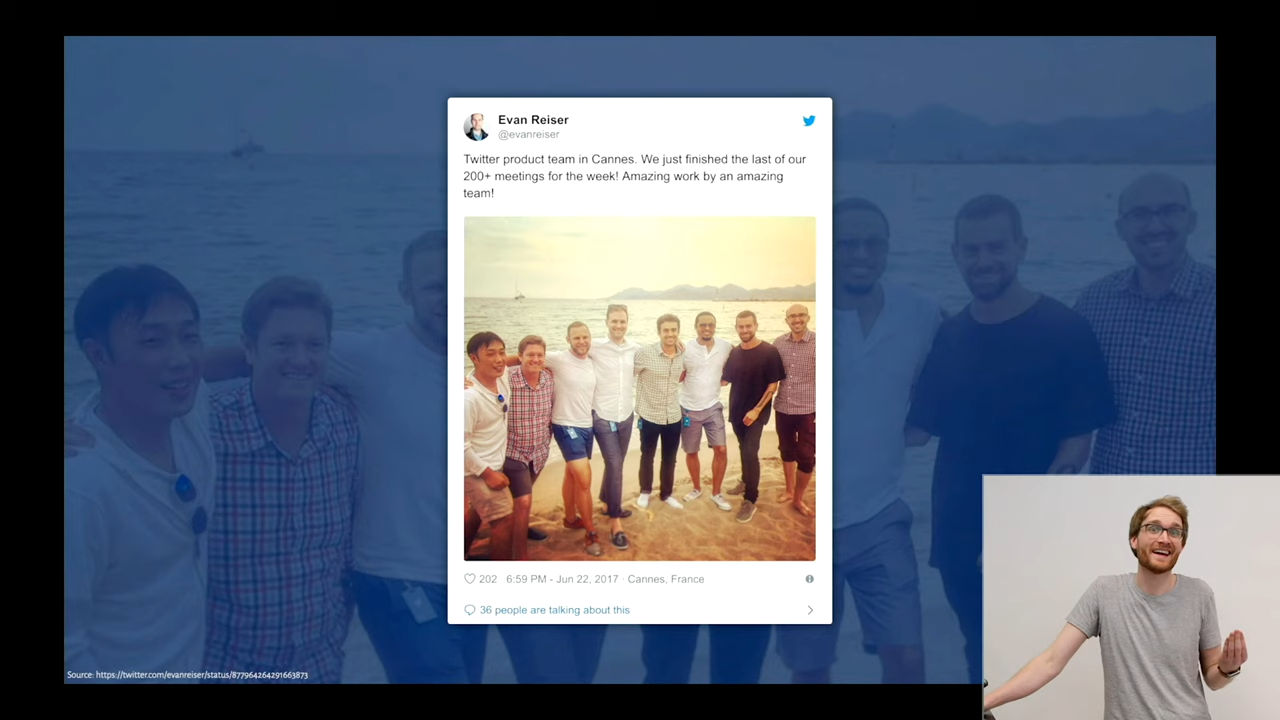 Evan Reiser
@evanreiser
Twitter product team in Cannes. We just finished the last of our
200+ meetings for the week! Amazing work by an amazing
team!
202 6:59 PM - Jun 22, 2017 · Cannes, France
36 people are talking about this
Source: https://twitter.com/evanreiser/status/877964264291663873